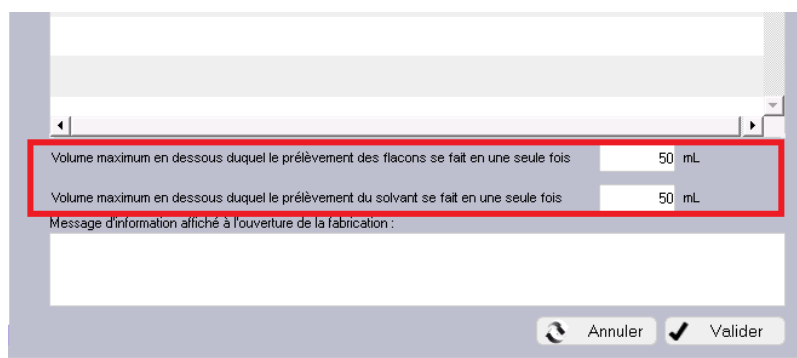 Volume maximum en dessous duquel le prélèvement des flacons se fait en une seule fois 50 mL
Volume maximum en dessous duquel le prélèvement du solvant se fait en une seule fois 50 mL
Message d'information affiché à l'ouverture de la fabrication :
Annuler Valider